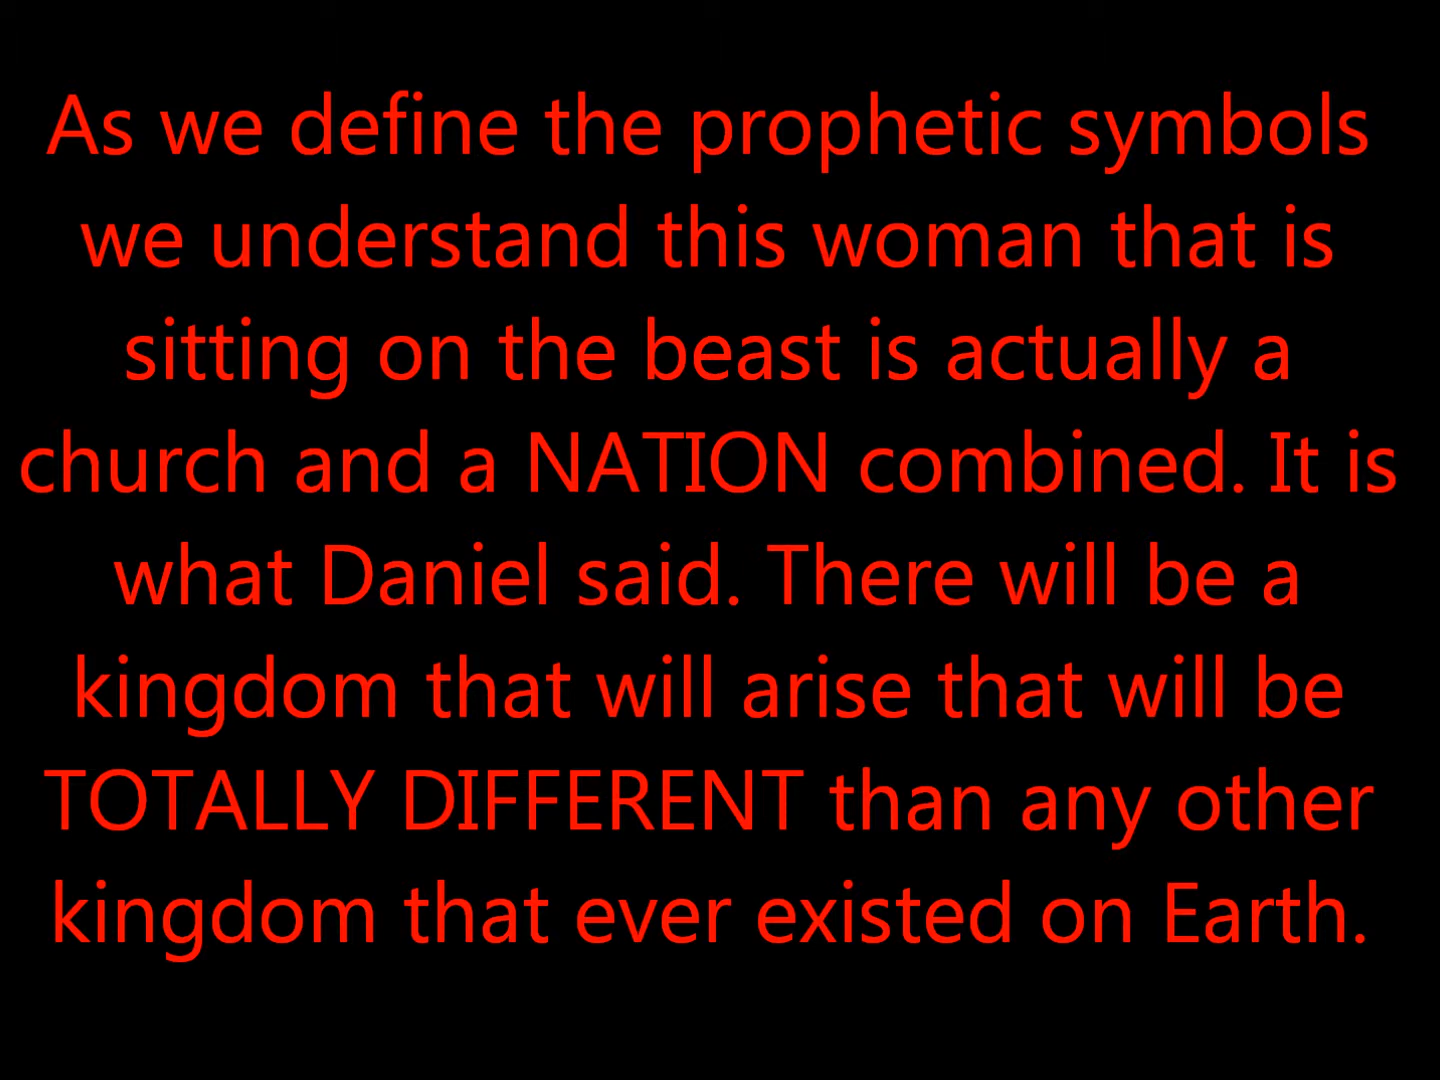 As we define the prophetic symbols
we understand this woman that is
sitting on the beast is actually a
church and a NATION combined. It is
what Daniel said. There will be a
kingdom that will arise that will be
TOTALLY DIFFERENT than any other
kingdom that ever existed on Earth.